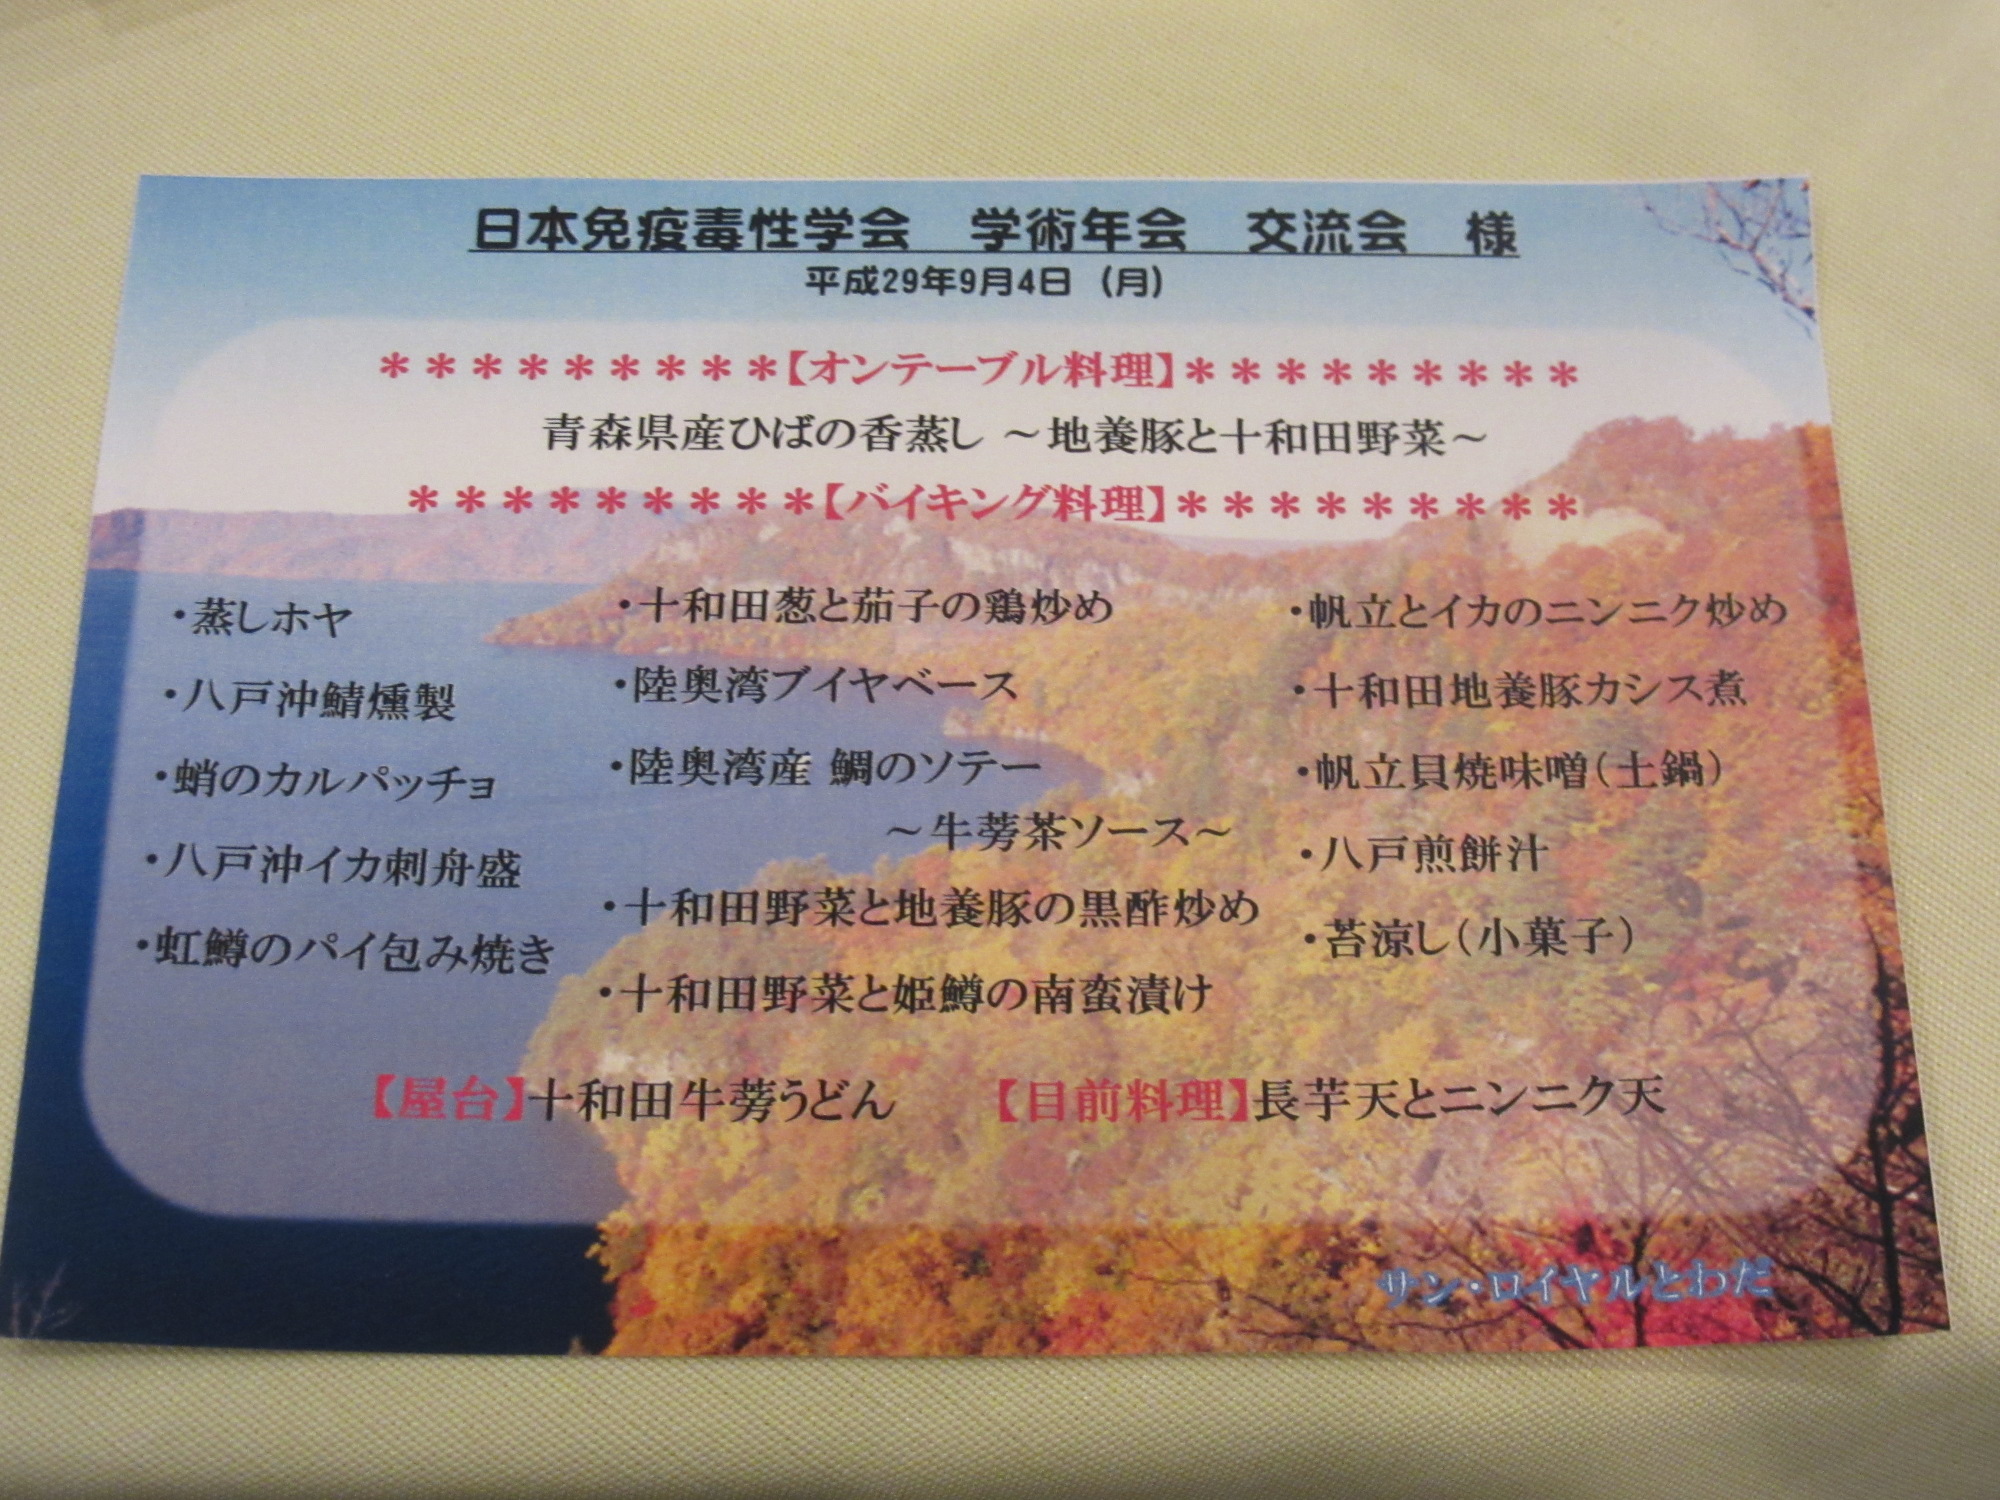 日本免疫毒性学会　学術年会　交流会　様
平成29年9月4日（月）
＊＊＊＊＊＊＊＊＊【オンテーブル料理】＊＊＊＊＊＊＊＊＊
青森県産ひばの香蒸し ～地養豚と十和田野菜～
＊＊＊＊＊＊＊＊＊【バイキング料理】＊＊＊＊＊＊＊＊＊
・蒸しホヤ
・八戸沖鯖燻製
・蛸のカルパッチョ
・八戸沖イカ刺舟盛
・虹鱒のパイ包み焼き
・十和田葱と茄子の鶏炒め
・陸奥湾ブイヤベース
・陸奥湾産 鯛のソテー
～牛蒡茶ソース～
・十和田野菜と地養豚の黒酢炒め
・十和田野菜と姫鱒の南蛮漬け
・帆立とイカのニンニク炒め
・十和田地養豚カシス煮
・帆立貝焼味噌（土鍋）
・八戸煎餅汁
・苔涼し（小菓子）
【屋台】十和田牛蒡うどん　【目前料理】長芋天とニンニク天
サン・ロイヤルとわだ